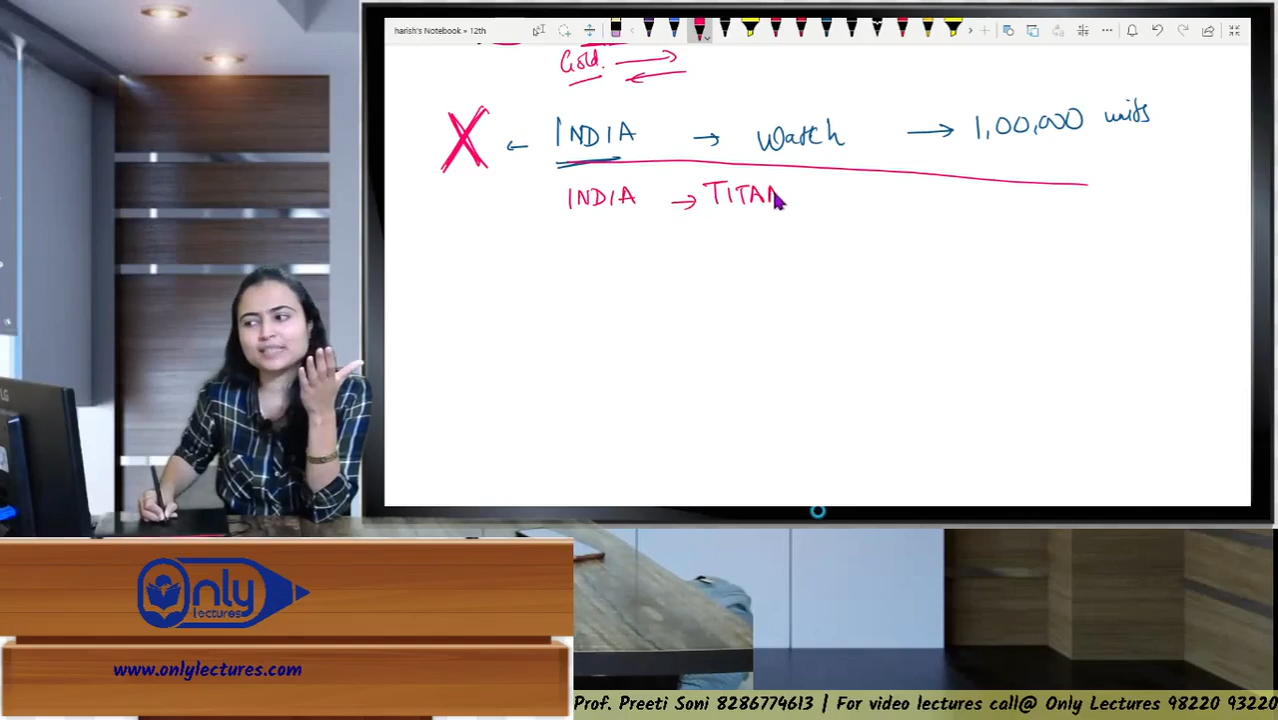 harish's Notebook » 12th
Gold.
X ← INDIA → watch → 1,00,000 units
INDIA → TITAN
LG
Only
lectures
www.onlylectures.com
Prof. Preeti Soni 8286774613 | For video lectures call@ Only Lectures 98220 93220